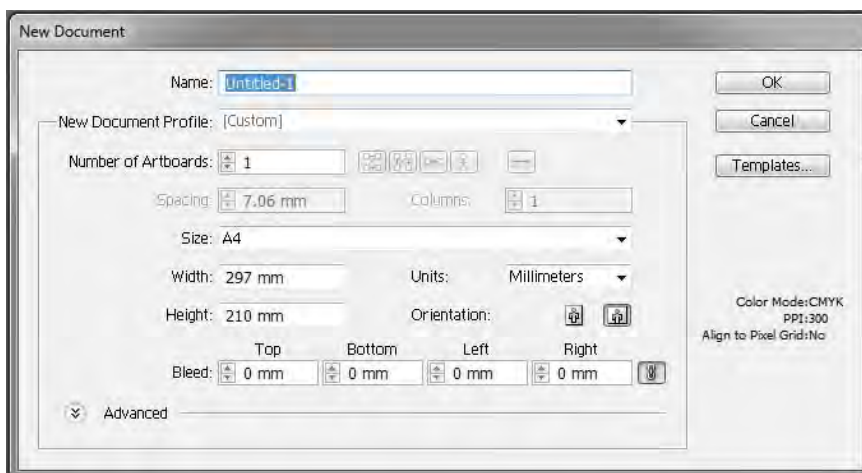 New Document
Name: Untitled-1
OK
New Document Profile: [Custom]
Cancel
Number of Artboards: 1
Templates...
Spacing: 7.06 mm Columns: 1
Size: A4
Width: 297 mm Units: Millimeters
Height: 210 mm Orientation:
Color Mode:CMYK
PPI:300
Align to Pixel Grid:No
Top Bottom Left Right
Bleed: 0 mm 0 mm 0 mm 0 mm
Advanced